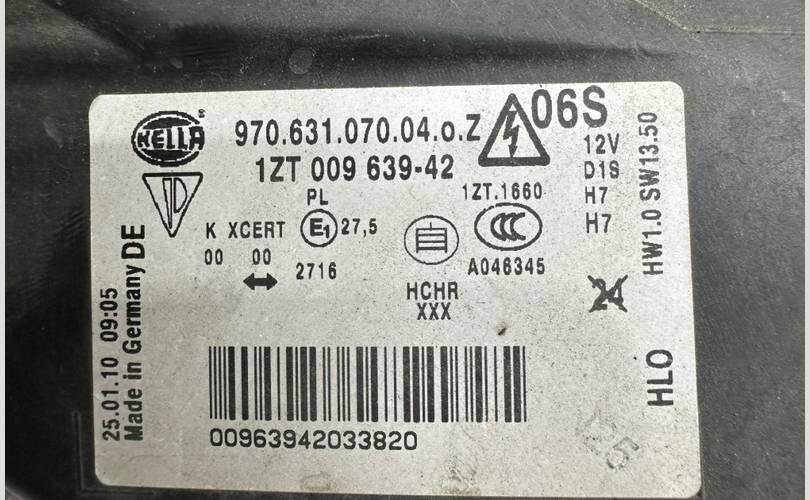 HELLA ®
970.631.070.04.o.Z
06S
1ZT 009 639-42
12V
D1S
H7
H7
PL
1ZT.1660
K XCERT E1 27,5
CCC
00 00
2716
A046345
HCHR
XXX
24
HW1.0 SW13.50
HLO
25.01.10 09:05
Made in Germany DE
00963942033820